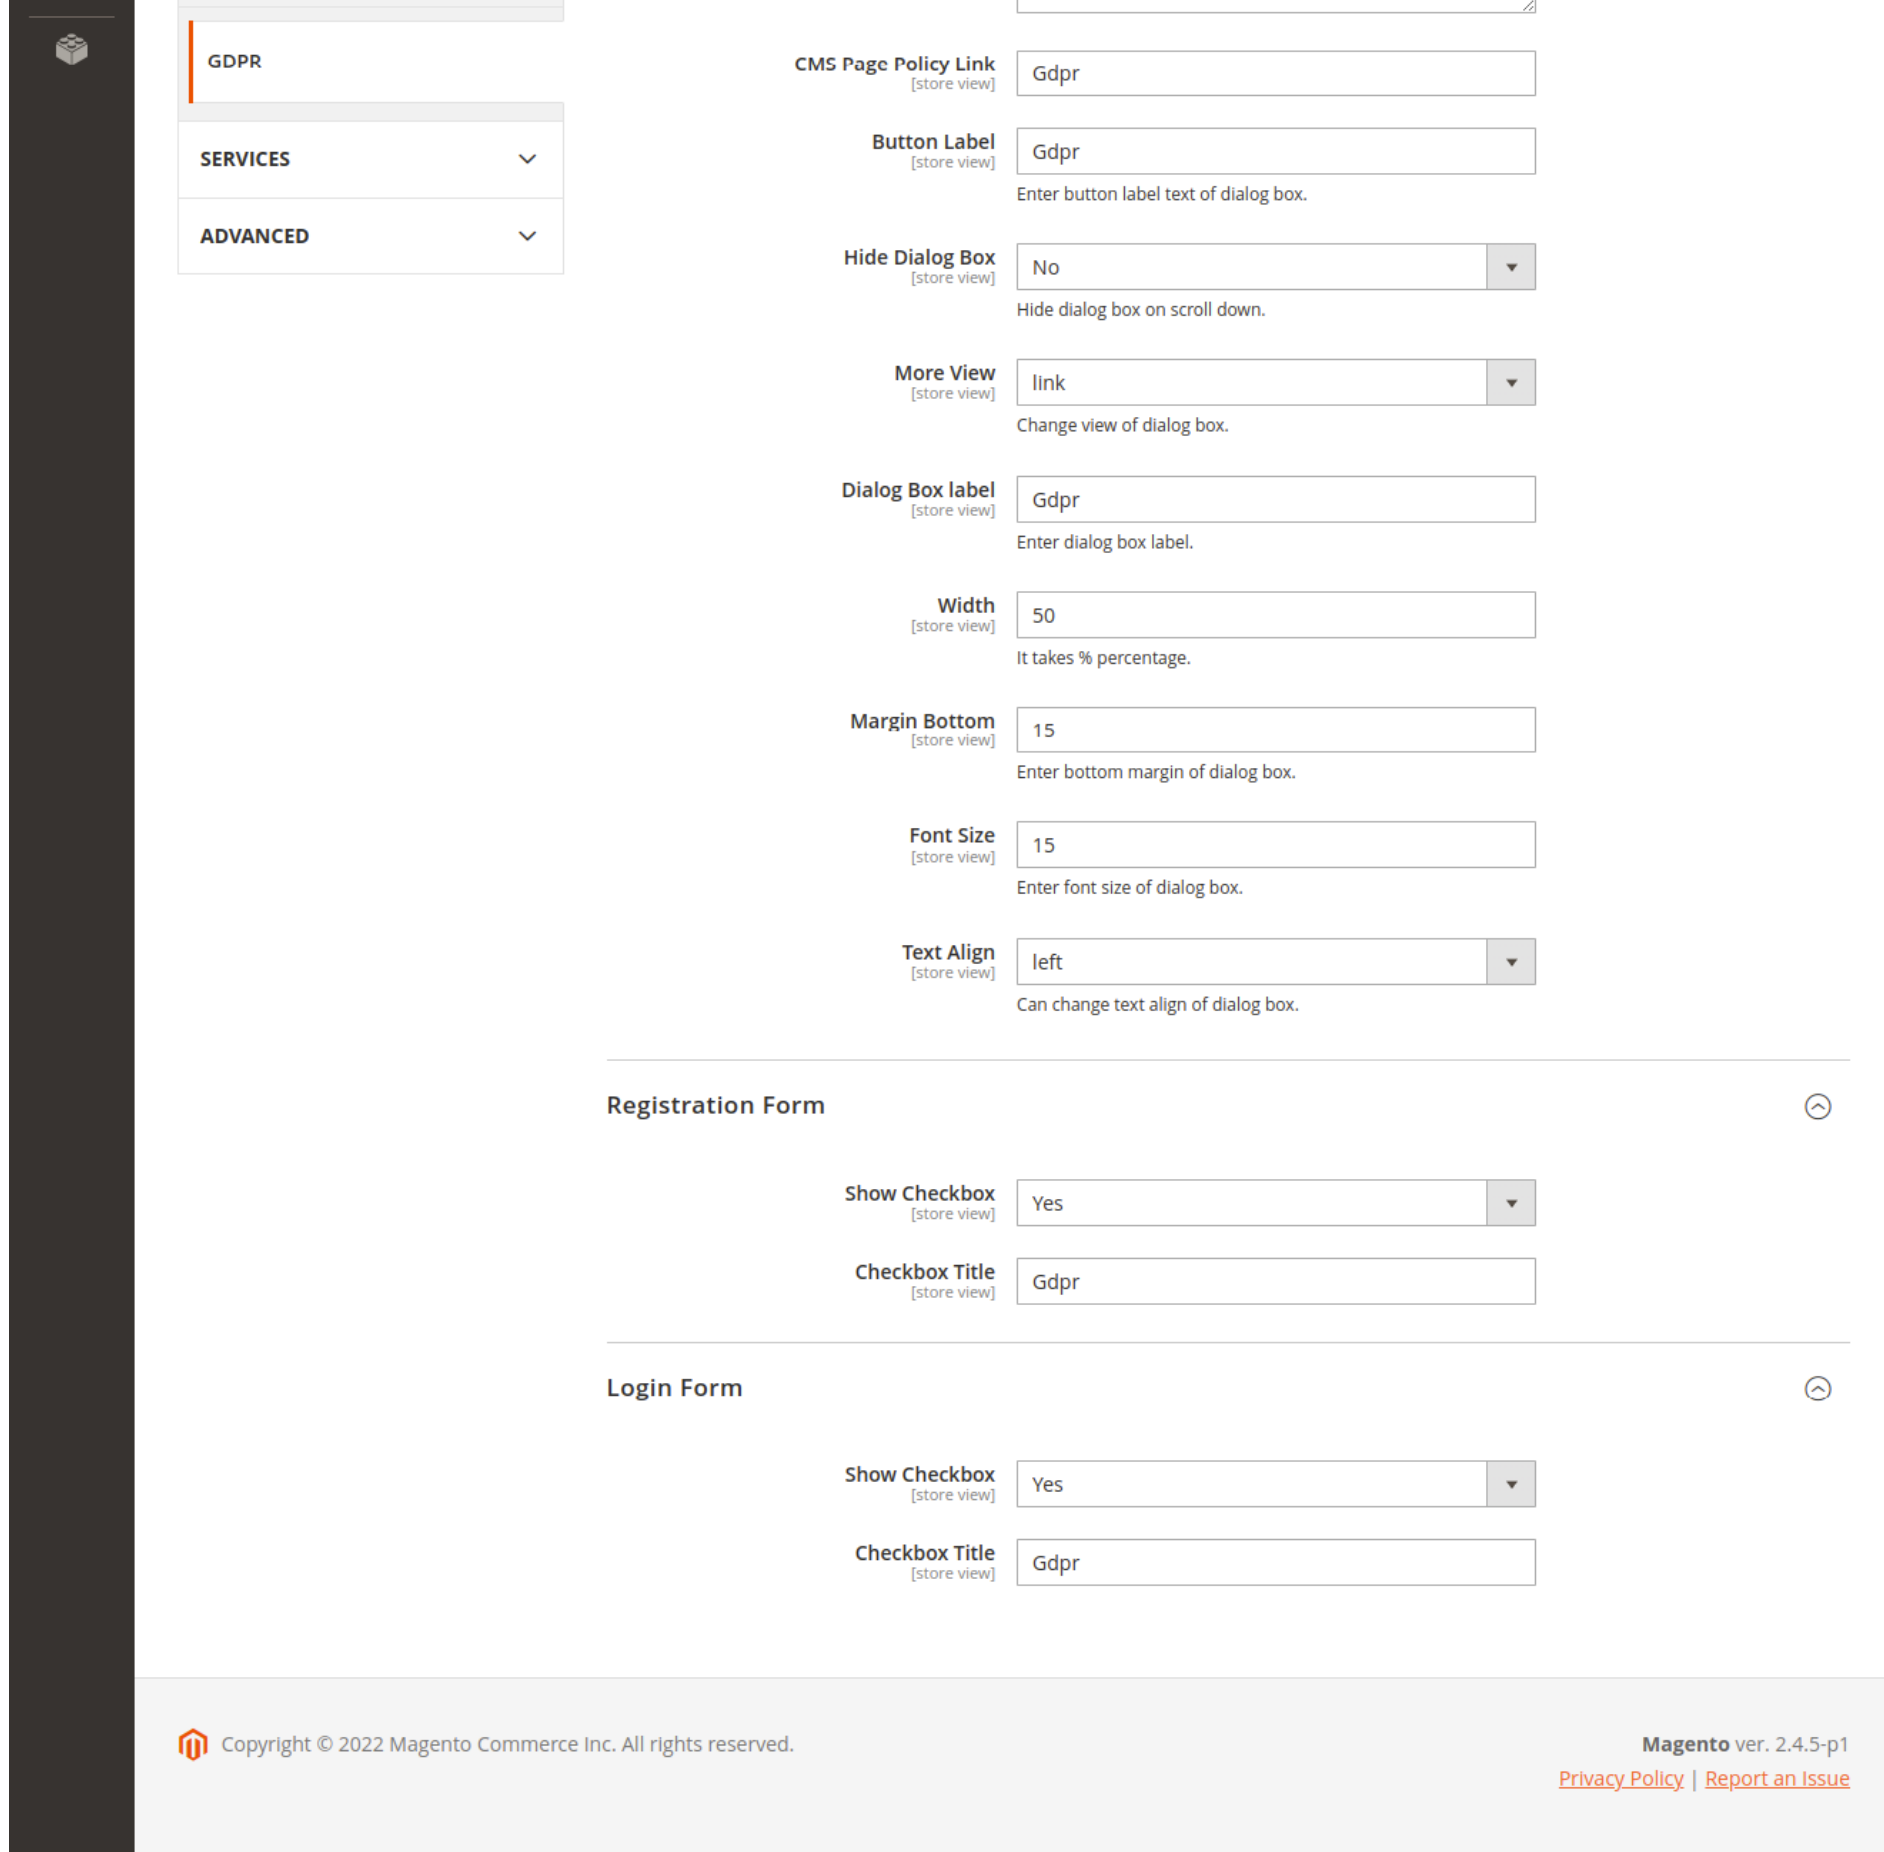 GDPR
SERVICES
ADVANCED
CMS Page Policy Link
[store view]
Gdpr
Button Label
[store view]
Gdpr
Enter button label text of dialog box.
Hide Dialog Box
[store view]
No
Hide dialog box on scroll down.
More View
[store view]
link
Change view of dialog box.
Dialog Box label
[store view]
Gdpr
Enter dialog box label.
Width
[store view]
50
It takes % percentage.
Margin Bottom
[store view]
15
Enter bottom margin of dialog box.
Font Size
[store view]
15
Enter font size of dialog box.
Text Align
[store view]
left
Can change text align of dialog box.
Registration Form
Show Checkbox
[store view]
Yes
Checkbox Title
[store view]
Gdpr
Login Form
Show Checkbox
[store view]
Yes
Checkbox Title
[store view]
Gdpr
Copyright © 2022 Magento Commerce Inc. All rights reserved.
Magento ver. 2.4.5-p1
Privacy Policy | Report an Issue